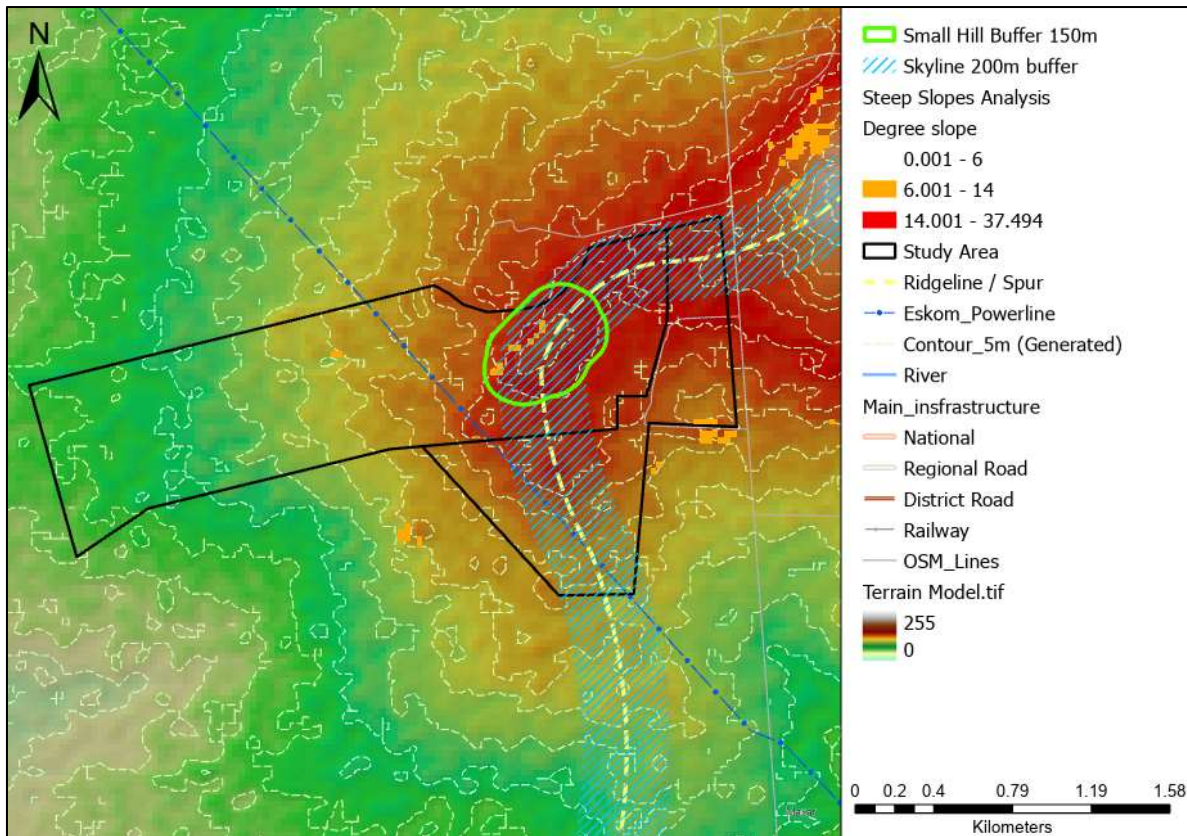 N
Small Hill Buffer 150m
Skyline 200m buffer
Steep Slopes Analysis
Degree slope
0.001 - 6
6.001 - 14
14.001 - 37.494
Study Area
Ridgeline / Spur
Eskom_Powerline
Contour_5m (Generated)
River
Main_insfrastructure
National
Regional Road
District Road
Railway
OSM_Lines
Terrain Model.tif
255
0
0 0.2 0.4 0.79 1.19 1.58
Kilometers